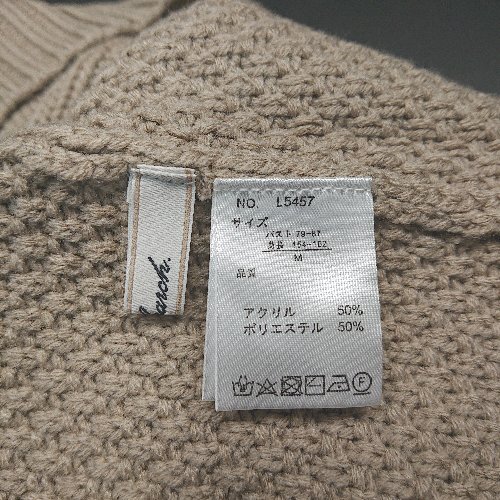 NO. L5457
サイズ
バスト 79-87
身長 154-162
M
品質
アクリル 50%
ポリエステル 50%